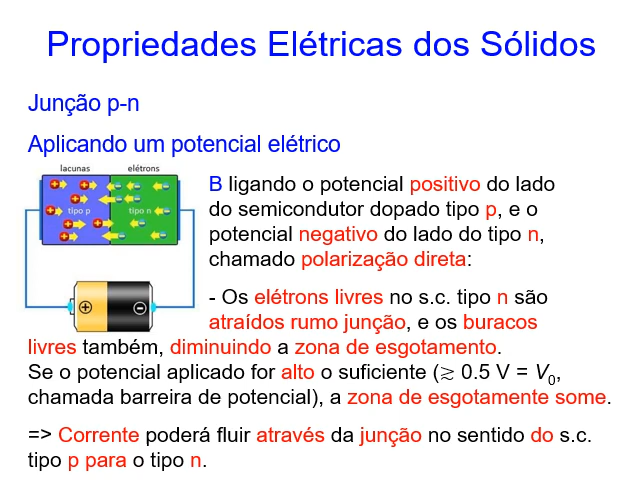 Propriedades Elétricas dos Sólidos
Junção p-n
Aplicando um potencial elétrico
lacunas elétrons
tipo p tipo n
B ligando o potencial positivo do lado
do semicondutor dopado tipo p, e o
potencial negativo do lado do tipo n,
chamado polarização direta:
- Os elétrons livres no s.c. tipo n são
atraídos rumo junção, e os buracos
livres também, diminuindo a zona de esgotamento.
Se o potencial aplicado for alto o suficiente (≳ 0.5 V = V0,
chamada barreira de potencial), a zona de esgotamente some.
=> Corrente poderá fluir através da junção no sentido do s.c.
tipo p para o tipo n.